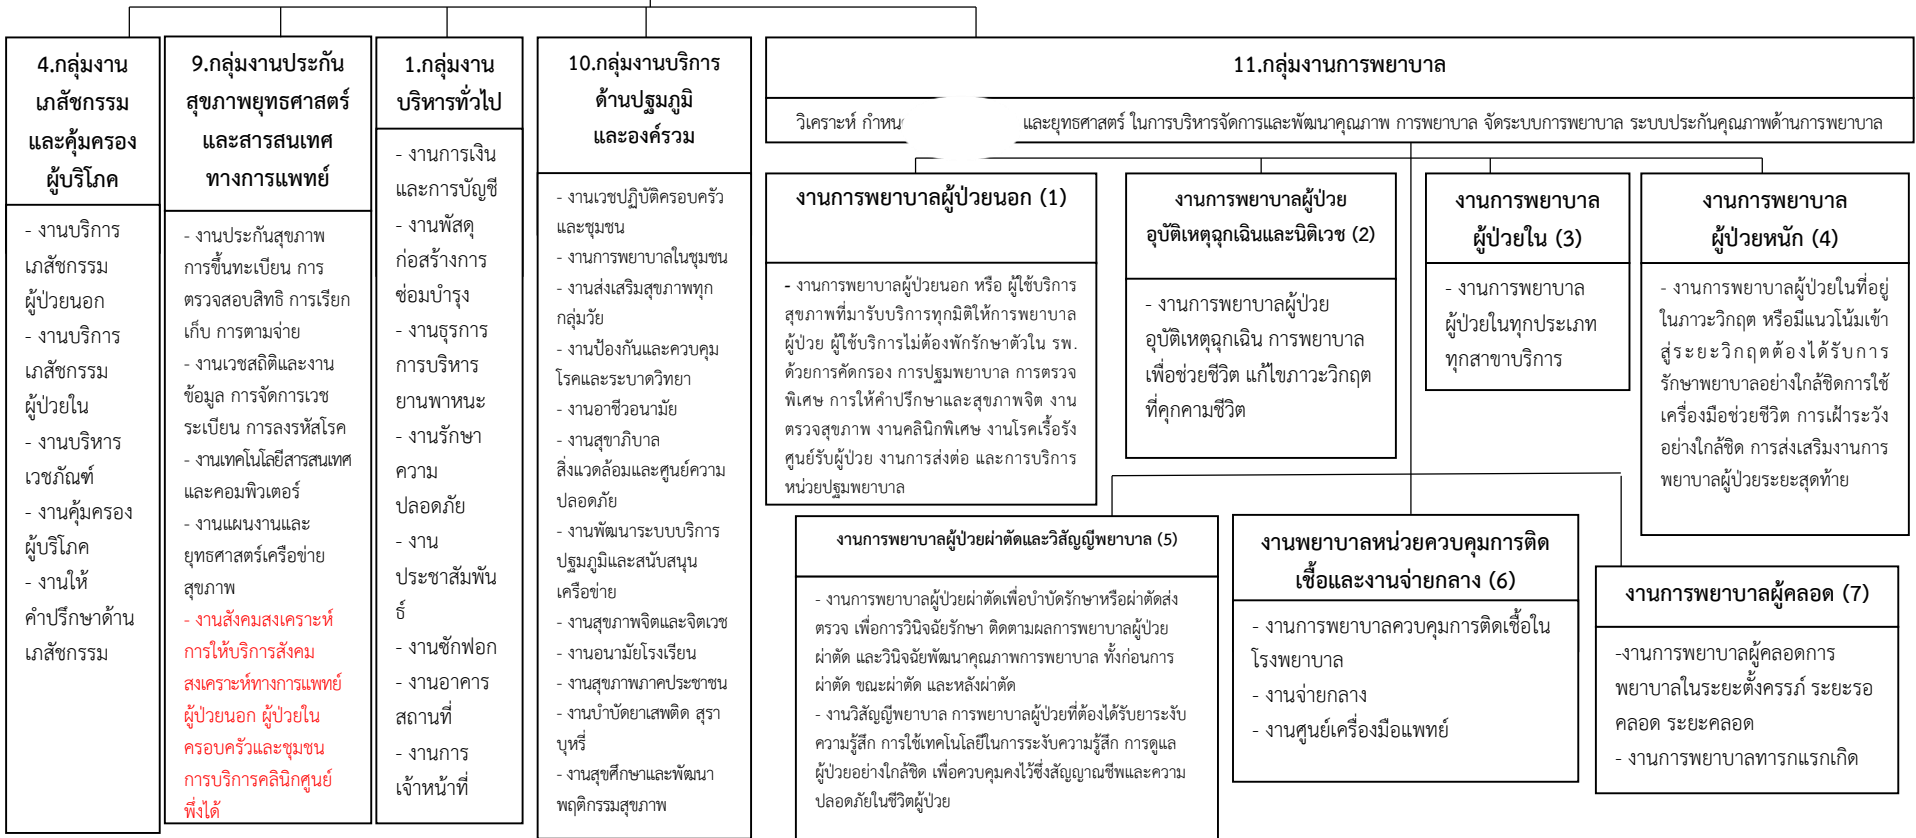 4.กลุ่มงาน
เภสัชกรรม
และคุ้มครอง
ผู้บริโภค
- งานบริการ
เภสัชกรรม
ผู้ป่วยนอก
- งานบริการ
เภสัชกรรม
ผู้ป่วยใน
- งานบริหาร
เวชภัณฑ์
- งานคุ้มครอง
ผู้บริโภค
- งานให้
คำปรึกษาด้าน
เภสัชกรรม
9.กลุ่มงานประกัน
สุขภาพยุทธศาสตร์
และสารสนเทศ
ทางการแพทย์
- งานประกันสุขภาพ
การขึ้นทะเบียน การ
ตรวจสอบสิทธิ การเรียก
เก็บ การตามจ่าย
- งานเวชสถิติและงาน
ข้อมูล การจัดการเวช
ระเบียน การลงรหัสโรค
- งานเทคโนโลยีสารสนเทศ
และคอมพิวเตอร์
- งานแผนงานและ
ยุทธศาสตร์เครือข่าย
สุขภาพ
- งานสังคมสงเคราะห์
การให้บริการสังคม
สงเคราะห์ทางการแพทย์
ผู้ป่วยนอก ผู้ป่วยใน
ครอบครัวและชุมชน
การบริการคลินิกศูนย์
พึ่งได้
1.กลุ่มงาน
บริหารทั่วไป
- งานการเงิน
และการบัญชี
- งานพัสดุ
ก่อสร้างการ
ซ่อมบำรุง
- งานธุรการ
การบริหาร
ยานพาหนะ
- งานรักษา
ความ
ปลอดภัย
- งาน
ประชาสัมพัน
ธ์
- งานซักฟอก
- งานอาคาร
สถานที่
- งานการ
เจ้าหน้าที่
10.กลุ่มงานบริการ
ด้านปฐมภูมิ
และองค์รวม
- งานเวชปฏิบัติครอบครัว
และชุมชน
- งานการพยาบาลในชุมชน
- งานส่งเสริมสุขภาพทุก
กลุ่มวัย
- งานป้องกันและควบคุม
โรคและระบาดวิทยา
- งานอาชีวอนามัย
- งานสุขาภิบาล
สิ่งแวดล้อมและศูนย์ความ
ปลอดภัย
- งานพัฒนาระบบบริการ
ปฐมภูมิและสนับสนุน
เครือข่าย
- งานสุขภาพจิตและจิตเวช
- งานอนามัยโรงเรียน
- งานสุขภาพภาคประชาชน
- งานบำบัดยาเสพติด สุรา
บุหรี่
- งานสุขศึกษาและพัฒนา
พฤติกรรมสุขภาพ
11.กลุ่มงานการพยาบาล
วิเคราะห์ และยุทธศาสตร์ ในการบริหารจัดการและพัฒนาคุณภาพ การพยาบาล จัดระบบการพยาบาล ระบบประกันคุณภาพด้านการพยาบาล
งานการพยาบาลผู้ป่วยนอก (1)
- งานการพยาบาลผู้ป่วยนอก หรือ ผู้ใช้บริการ
สุขภาพที่มารับบริการทุกมิติให้การพยาบาล
ผู้ป่วย ผู้ใช้บริการไม่ต้องพักรักษาตัวใน รพ.
ด้วยการคัดกรอง การปฐมพยาบาล การตรวจ
พิเศษ การให้คำปรึกษาและสุขภาพจิต งาน
ตรวจสุขภาพ งานคลินิกพิเศษ งานโรคเรื้อรัง
ศูนย์รับผู้ป่วย งานการส่งต่อ และการบริการ
หน่วยปฐมพยาบาล
งานการพยาบาลผู้ป่วย
อุบัติเหตุฉุกเฉินและนิติเวช (2)
- งานการพยาบาลผู้ป่วย
อุบัติเหตุฉุกเฉิน การพยาบาล
เพื่อช่วยชีวิต แก้ไขภาวะวิกฤต
ที่คุกคามชีวิต
งานการพยาบาล
ผู้ป่วยใน (3)
- งานการพยาบาล
ผู้ป่วยในทุกประเภท
ทุกสาขาบริการ
งานการพยาบาล
ผู้ป่วยหนัก (4)
- งานการพยาบาลผู้ป่วยในที่อยู่
ในภาวะวิกฤต หรือมีแนวโน้มเข้า
สู่ระยะวิกฤตต้องได้รับการ
รักษาพยาบาลอย่างใกล้ชิดการใช้
เครื่องมือช่วยชีวิต การเฝ้าระวัง
อย่างใกล้ชิด การส่งเสริมงานการ
พยาบาลผู้ป่วยระยะสุดท้าย
งานการพยาบาลผู้ป่วยผ่าตัดและวิสัญญีพยาบาล (5)
- งานการพยาบาลผู้ป่วยผ่าตัดเพื่อบำบัดรักษาหรือผ่าตัดส่ง
ตรวจ เพื่อการวินิจฉัยรักษา ติดตามผลการพยาบาลผู้ป่วย
ผ่าตัด และวินิจฉัยพัฒนาคุณภาพการพยาบาล ทั้งก่อนการ
ผ่าตัด ขณะผ่าตัด และหลังผ่าตัด
- งานวิสัญญีพยาบาล การพยาบาลผู้ป่วยที่ต้องได้รับยาระงับ
ความรู้สึก การใช้เทคโนโลยีในการระงับความรู้สึก การดูแล
ผู้ป่วยอย่างใกล้ชิด เพื่อควบคุมคงไว้ซึ่งสัญญาณชีพและความ
ปลอดภัยในชีวิตผู้ป่วย
งานพยาบาลหน่วยควบคุมการติด
เชื้อและงานจ่ายกลาง (6)
- งานการพยาบาลควบคุมการติดเชื้อใน
โรงพยาบาล
- งานจ่ายกลาง
- งานศูนย์เครื่องมือแพทย์
งานการพยาบาลผู้คลอด (7)
-งานการพยาบาลผู้คลอดการ
พยาบาลในระยะตั้งครรภ์ ระยะรอ
คลอด ระยะคลอด
- งานการพยาบาลทารกแรกเกิด